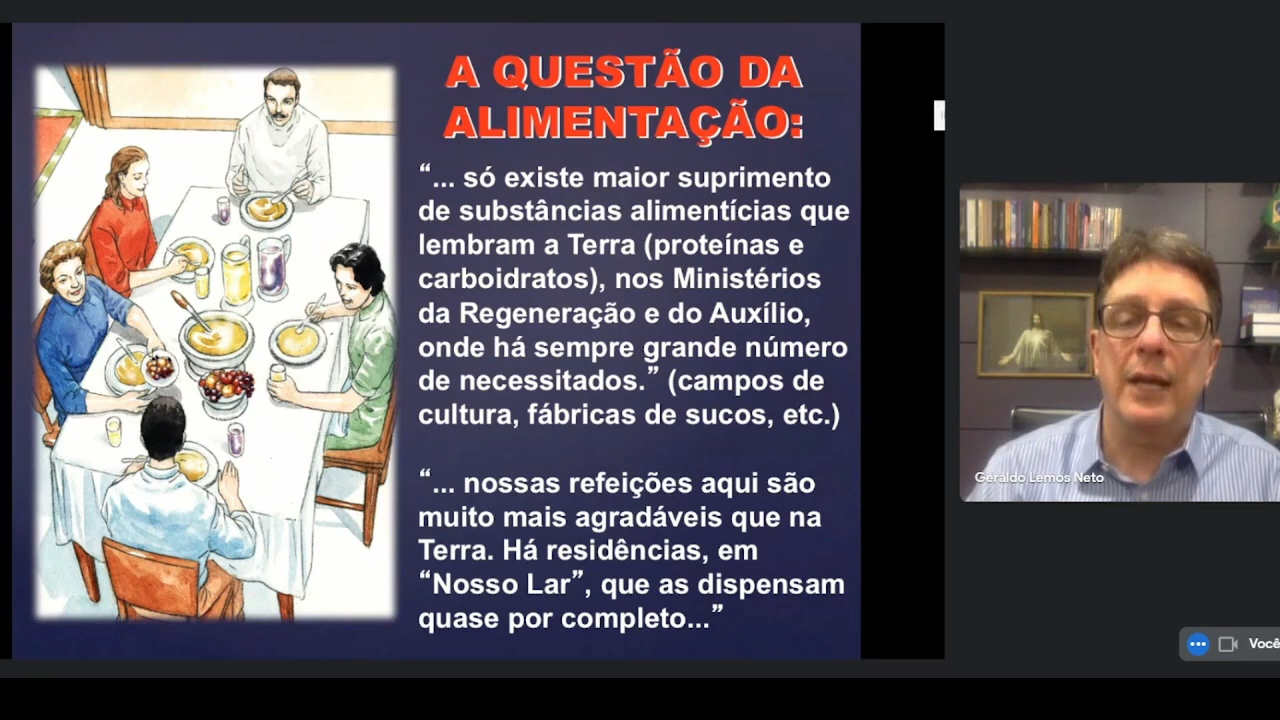 A QUESTÃO DA
ALIMENTAÇÃO:
“... só existe maior suprimento
de substâncias alimentícias que
lembram a Terra (proteínas e
carboidratos), nos Ministérios
da Regeneração e do Auxílio,
onde há sempre grande número
de necessitados.” (campos de
cultura, fábricas de sucos, etc.)
“... nossas refeições aqui são
muito mais agradáveis que na
Terra. Há residências, em
“Nosso Lar”, que as dispensam
quase por completo...”
Geraldo Lemos Neto
Você